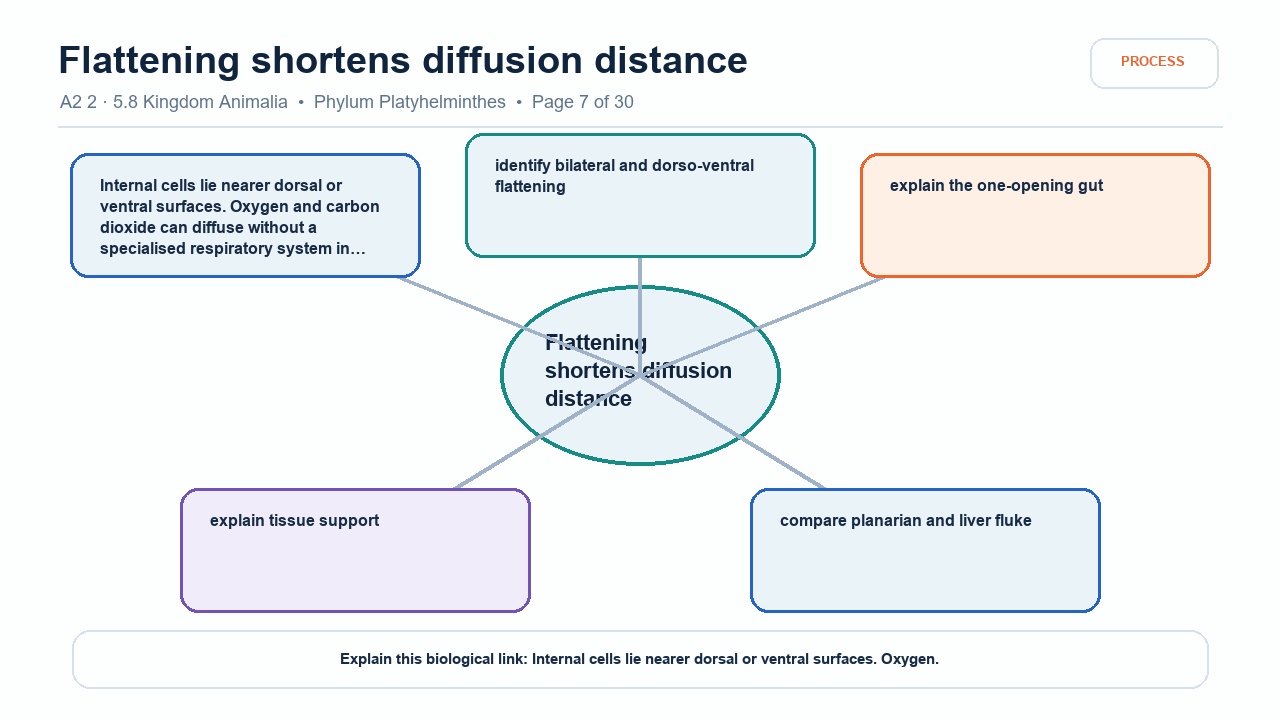 Flattening shortens diffusion distance
PROCESS
A2 2 · 5.8 Kingdom Animalia • Phylum Platyhelminthes • Page 7 of 30
Internal cells lie nearer dorsal or
ventral surfaces. Oxygen and carbon
dioxide can diffuse without a
specialised respiratory system in…
identify bilateral and dorso-ventral
flattening
explain the one-opening gut
Flattening
shortens diffusion
distance
explain tissue support
compare planarian and liver fluke
Explain this biological link: Internal cells lie nearer dorsal or ventral surfaces. Oxygen.